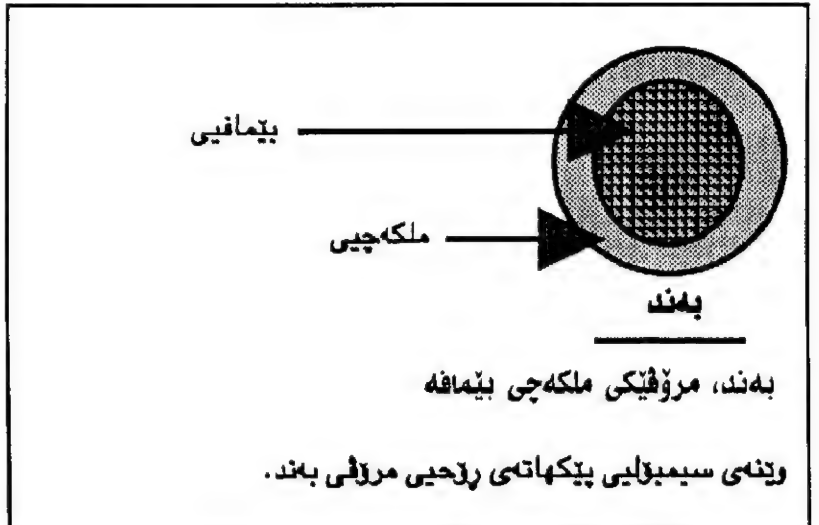 بێمافیی
ملکەچیی
بەند
بەند، مرۆڤێکی ملکەچی بێمافە
وێنەی سیمبۆلیی پێکهاتەی ڕۆحیی مرۆڤی بەند.